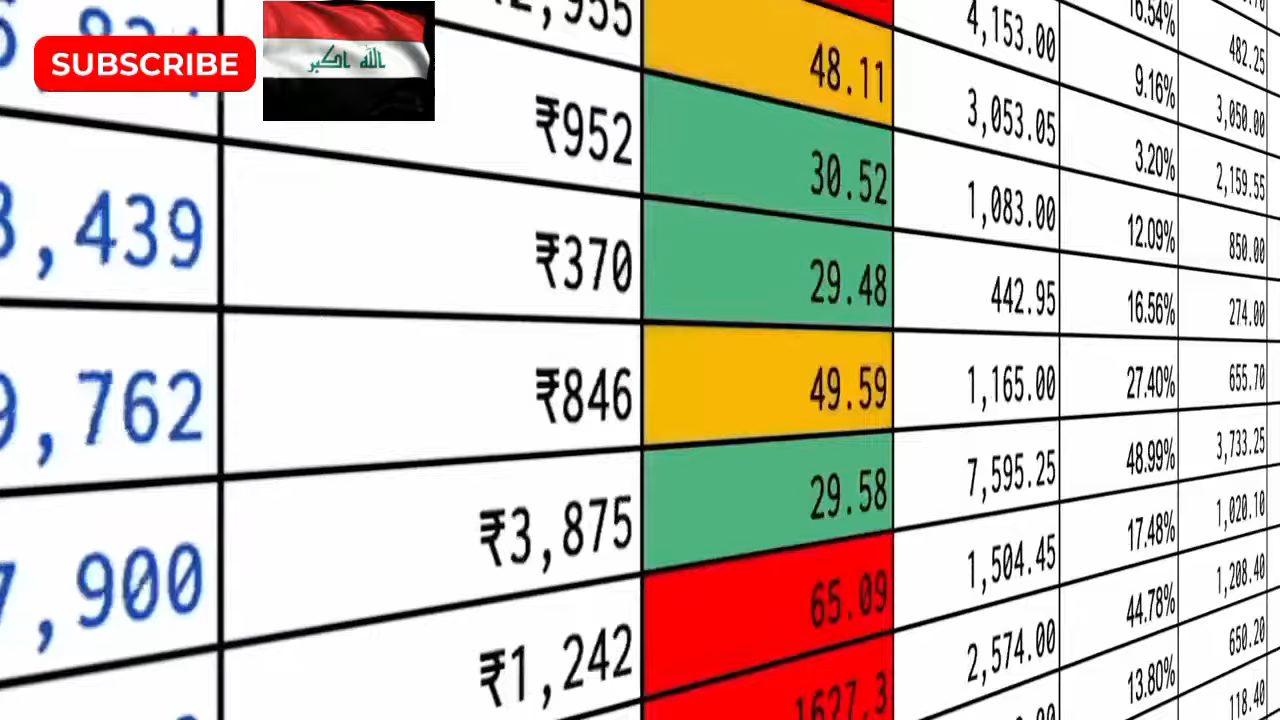 SUBSCRIBE
الله اكبر
16.54% 482.25
4,153.00 9.16% 3,050.00
48.11 3,053.05 3.20% 2,159.55
₹952 30.52 1,083.00 12.09% 850.00
,439 ₹370 29.48 442.95 16.56% 274.00
,762 ₹846 49.59 1,165.00 27.40% 655.70
,900 ₹3,875 29.58 7,595.25 48.99% 3,733.25
₹1,242 65.09 1,504.45 17.48% 1,020.10
1627.3 2,574.00 44.78% 1,208.40
13.80% 650.20
118.40